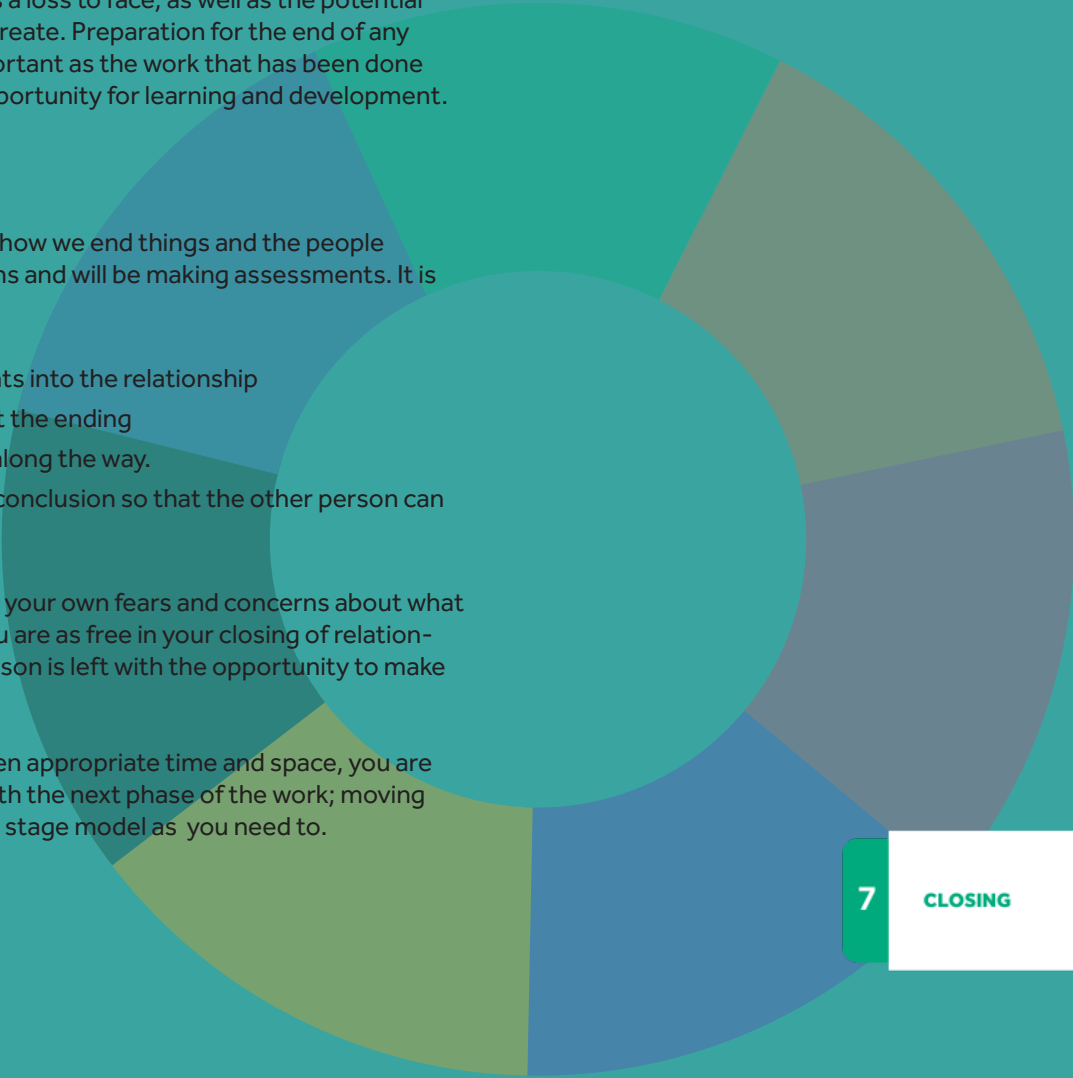 a loss to face, as well as the potential
reate. Preparation for the end of any
ortant as the work that has been done
portunity for learning and development.
how we end things and the people
ns and will be making assessments. It is
ts into the relationship
t the ending
along the way.
conclusion so that the other person can
your own fears and concerns about what
u are as free in your closing of relation-
son is left with the opportunity to make
en appropriate time and space, you are
th the next phase of the work; moving
stage model as you need to.
7
CLOSING